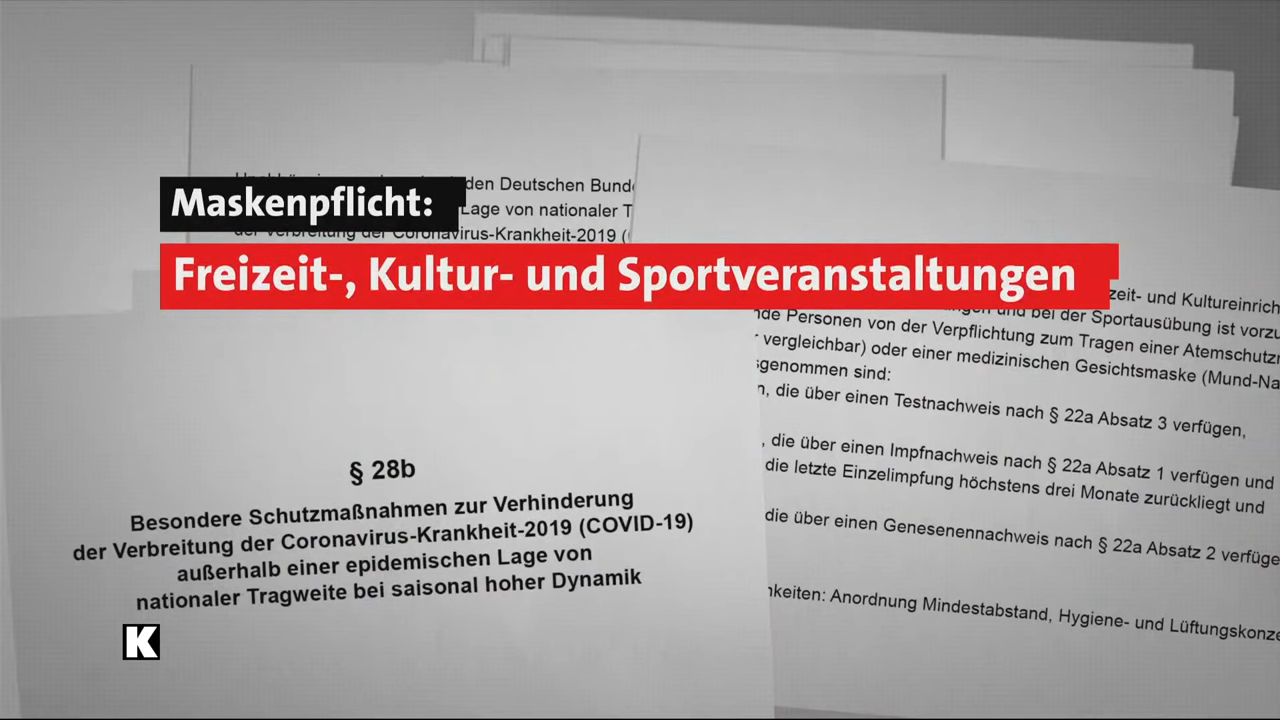 Maskenpflicht:
Freizeit-, Kultur- und Sportveranstaltungen
den Deutschen
Lage von nationaler
der Verbreitung der Coronavirus-Krankheit-2019
§ 28b
Besondere Schutzmaßnahmen zur Verhinderung
der Verbreitung der Coronavirus-Krankheit-2019 (COVID-19)
außerhalb einer epidemischen Lage von
nationaler Tragweite bei saisonal hoher Dynamik
zeit- und Kultureinrich
und bei der Sportausübung ist vorzu
nde Personen von der Verpflichtung zum Tragen einer Atemschutzm
vergleichbar) oder einer medizinischen Gesichtsmaske (Mund-Na
sgenommen sind:
n, die über einen Testnachweis nach § 22a Absatz 3 verfügen,
, die über einen Impfnachweis nach § 22a Absatz 1 verfügen und
die letzte Einzelimpfung höchstens drei Monate zurückliegt und
die über einen Genesenennachweis nach § 22a Absatz 2 verfüge
hkeiten: Anordnung Mindestabstand, Hygiene- und Lüftungskonze
K